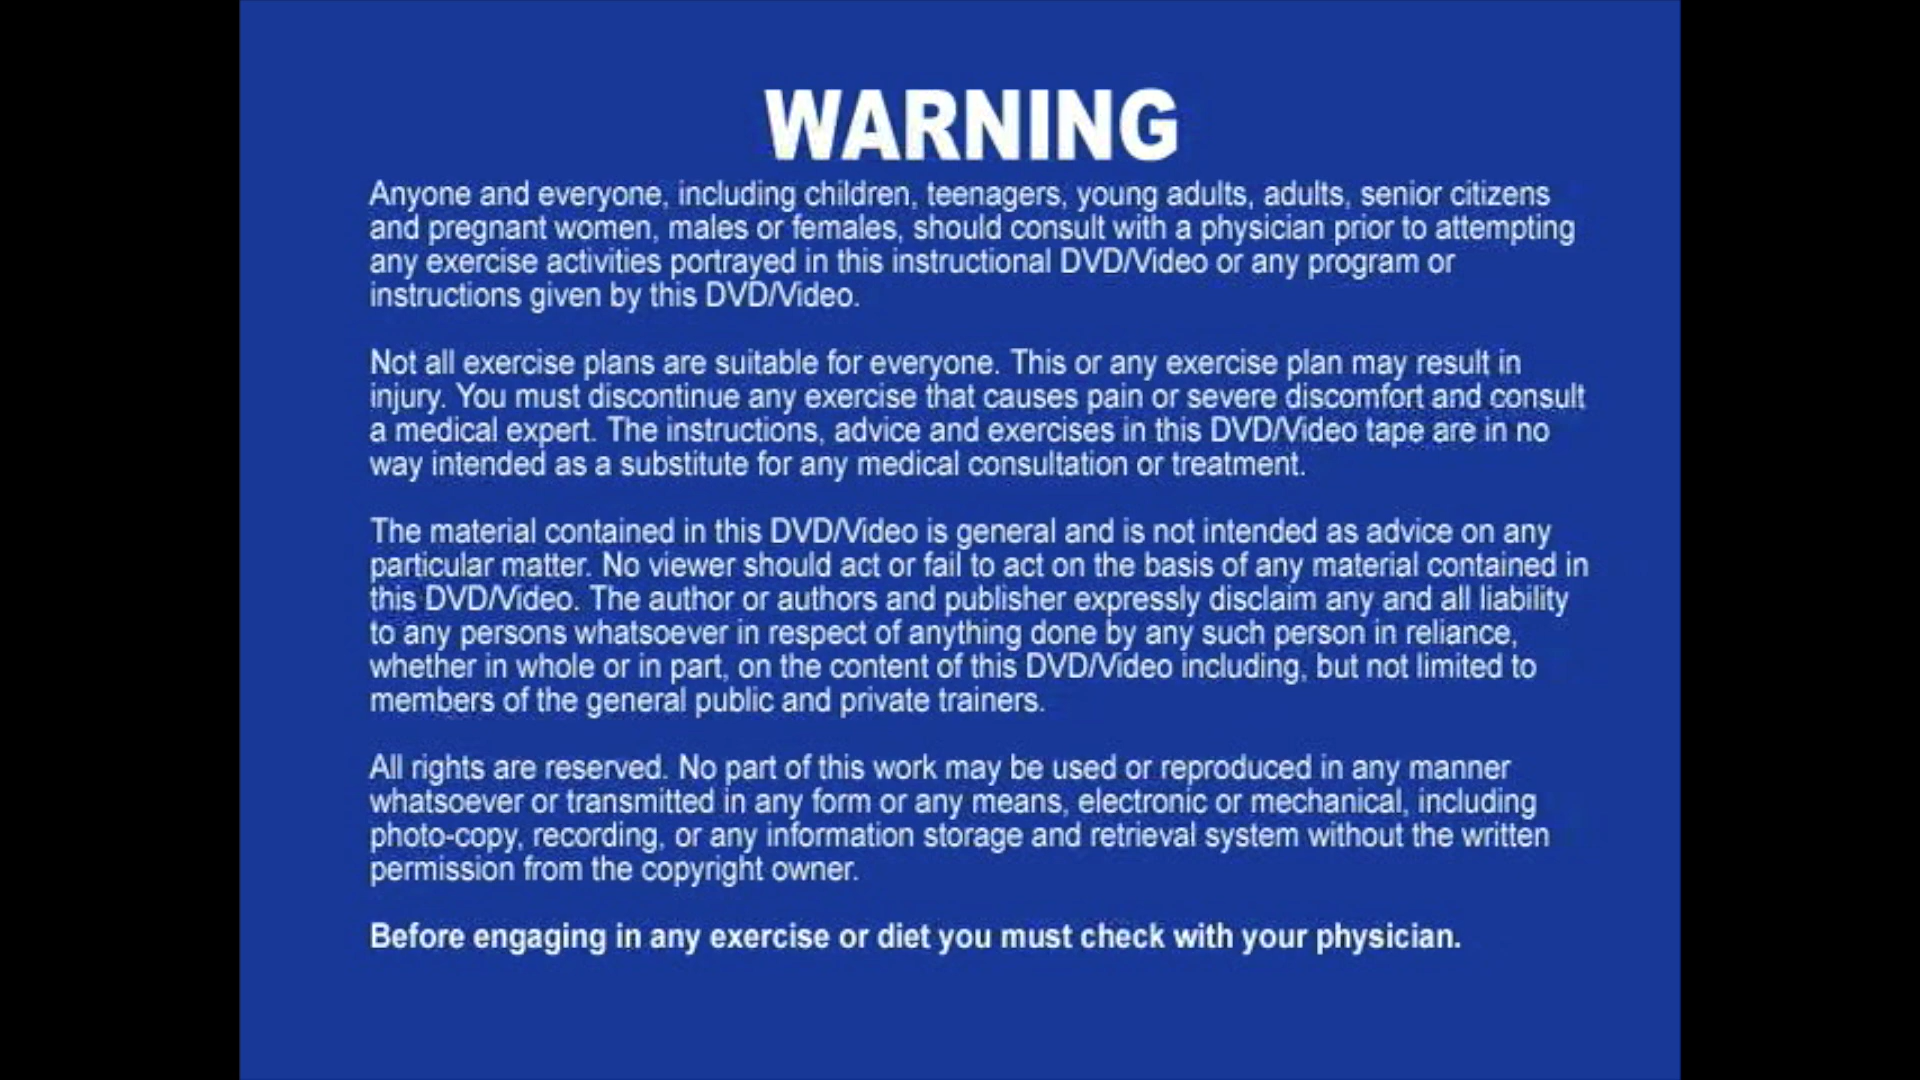 WARNING
Anyone and everyone, including children, teenagers, young adults, adults, senior citizens
and pregnant women, males or females, should consult with a physician prior to attempting
any exercise activities portrayed in this instructional DVD/Video or any program or
instructions given by this DVD/Video.
Not all exercise plans are suitable for everyone. This or any exercise plan may result in
injury. You must discontinue any exercise that causes pain or severe discomfort and consult
a medical expert. The instructions, advice and exercises in this DVD/Video tape are in no
way intended as a substitute for any medical consultation or treatment.
The material contained in this DVD/Video is general and is not intended as advice on any
particular matter. No viewer should act or fail to act on the basis of any material contained in
this DVD/Video. The author or authors and publisher expressly disclaim any and all liability
to any persons whatsoever in respect of anything done by any such person in reliance,
whether in whole or in part, on the content of this DVD/Video including, but not limited to
members of the general public and private trainers.
All rights are reserved. No part of this work may be used or reproduced in any manner
whatsoever or transmitted in any form or any means, electronic or mechanical, including
photo-copy, recording, or any information storage and retrieval system without the written
permission from the copyright owner.
Before engaging in any exercise or diet you must check with your physician.